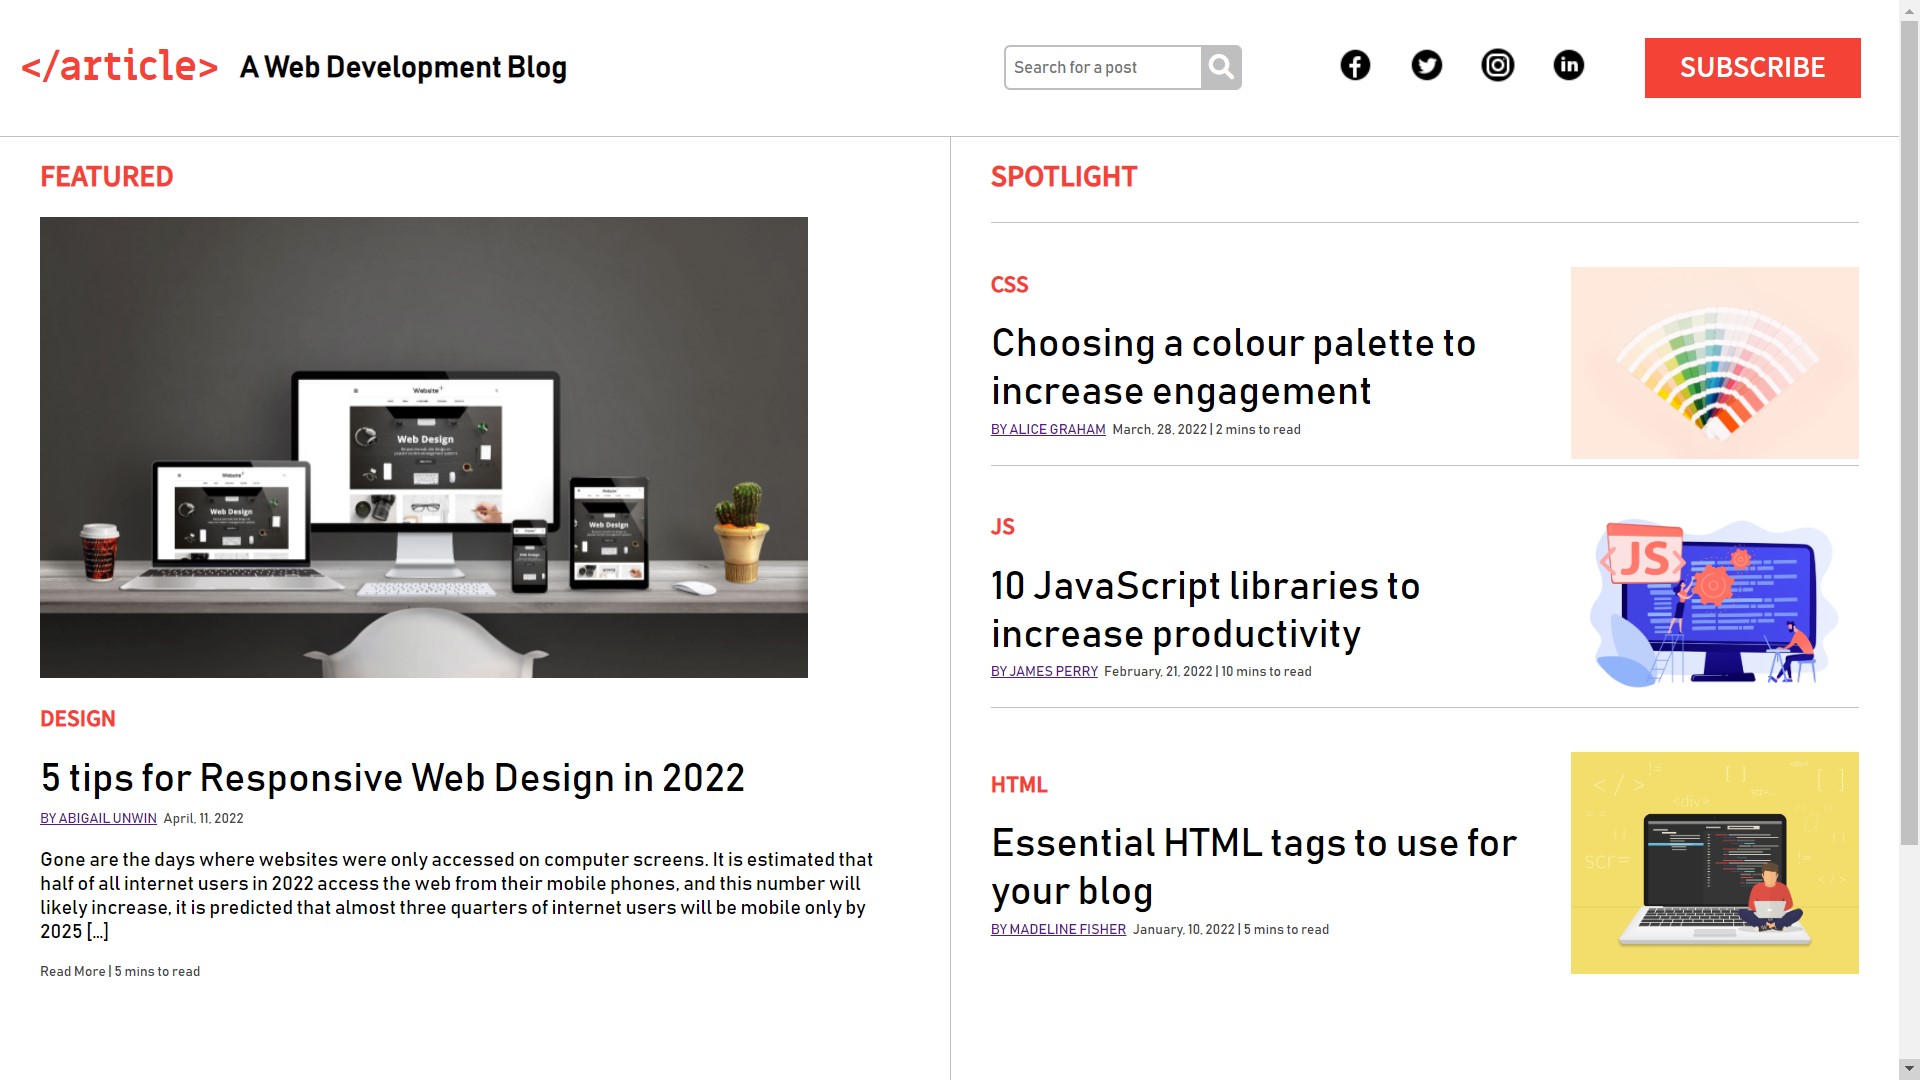 </article> A Web Development Blog
Search for a post
SUBSCRIBE
FEATURED
Website
Web Design
Website
Web Design
Web Design
DESIGN
5 tips for Responsive Web Design in 2022
BY ABIGAIL UNWIN April, 11, 2022
Gone are the days where websites were only accessed on computer screens. It is estimated that
half of all internet users in 2022 access the web from their mobile phones, and this number will
likely increase, it is predicted that almost three quarters of internet users will be mobile only by
2025 [...]
Read More | 5 mins to read
SPOTLIGHT
CSS
Choosing a colour palette to
increase engagement
BY ALICE GRAHAM March, 28, 2022 | 2 mins to read
JS
10 JavaScript libraries to
increase productivity
BY JAMES PERRY February, 21, 2022 | 10 mins to read
< JS >
HTML
Essential HTML tags to use for
your blog
BY MADELINE FISHER January, 10, 2022 | 5 mins to read
</>
!=
[ ]
[ ]
<div>
scr=
</>